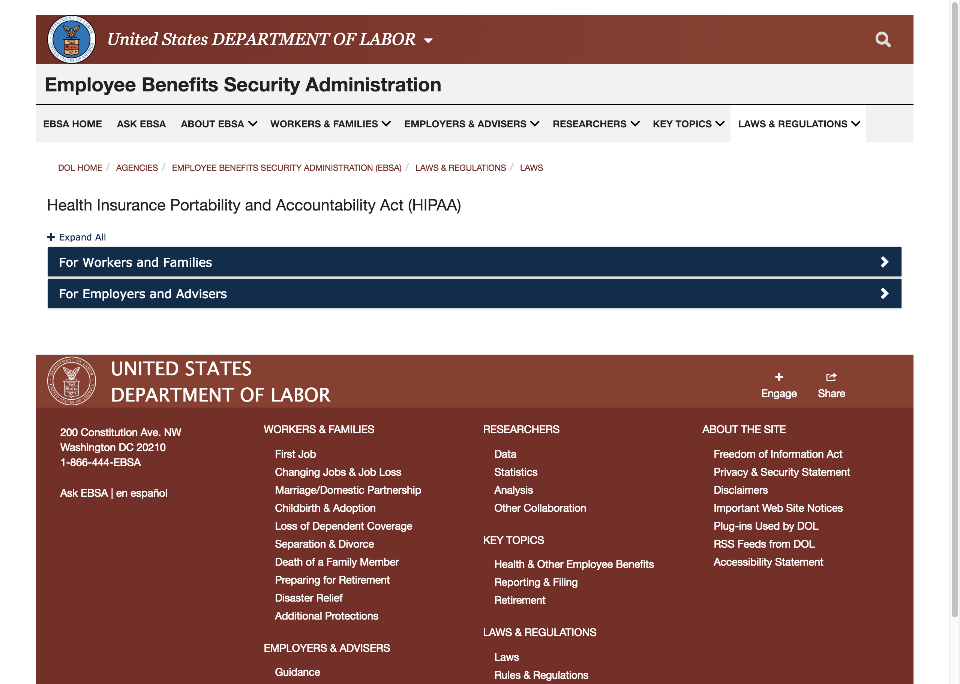 United States DEPARTMENT OF LABOR
Employee Benefits Security Administration
EBSA HOME ASK EBSA ABOUT EBSA WORKERS & FAMILIES EMPLOYERS & ADVISERS RESEARCHERS KEY TOPICS LAWS & REGULATIONS
DOL HOME / AGENCIES / EMPLOYEE BENEFITS SECURITY ADMINISTRATION (EBSA) / LAWS & REGULATIONS / LAWS
Health Insurance Portability and Accountability Act (HIPAA)
+ Expand All
For Workers and Families
For Employers and Advisers
UNITED STATES
DEPARTMENT OF LABOR
Engage
Share
200 Constitution Ave. NW
Washington DC 20210
1-866-444-EBSA
Ask EBSA | en español
WORKERS & FAMILIES
First Job
Changing Jobs & Job Loss
Marriage/Domestic Partnership
Childbirth & Adoption
Loss of Dependent Coverage
Separation & Divorce
Death of a Family Member
Preparing for Retirement
Disaster Relief
Additional Protections
EMPLOYERS & ADVISERS
Guidance
RESEARCHERS
Data
Statistics
Analysis
Other Collaboration
KEY TOPICS
Health & Other Employee Benefits
Reporting & Filing
Retirement
LAWS & REGULATIONS
Laws
Rules & Regulations
ABOUT THE SITE
Freedom of Information Act
Privacy & Security Statement
Disclaimers
Important Web Site Notices
Plug-ins Used by DOL
RSS Feeds from DOL
Accessibility Statement